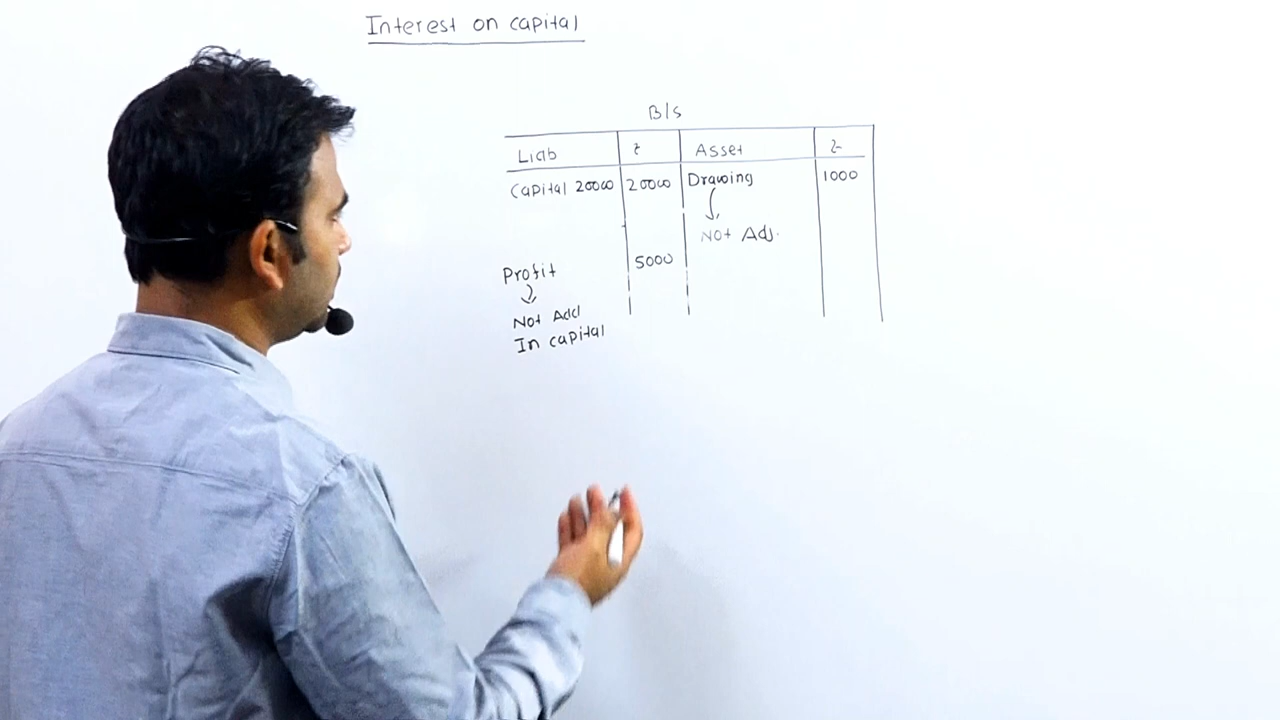 Interest on capital
B/s
Liab ₹ Asset ₹
Capital 20000 20000 Drawing 1000
Not Adj.
Profit 5000
Not Add
In capital